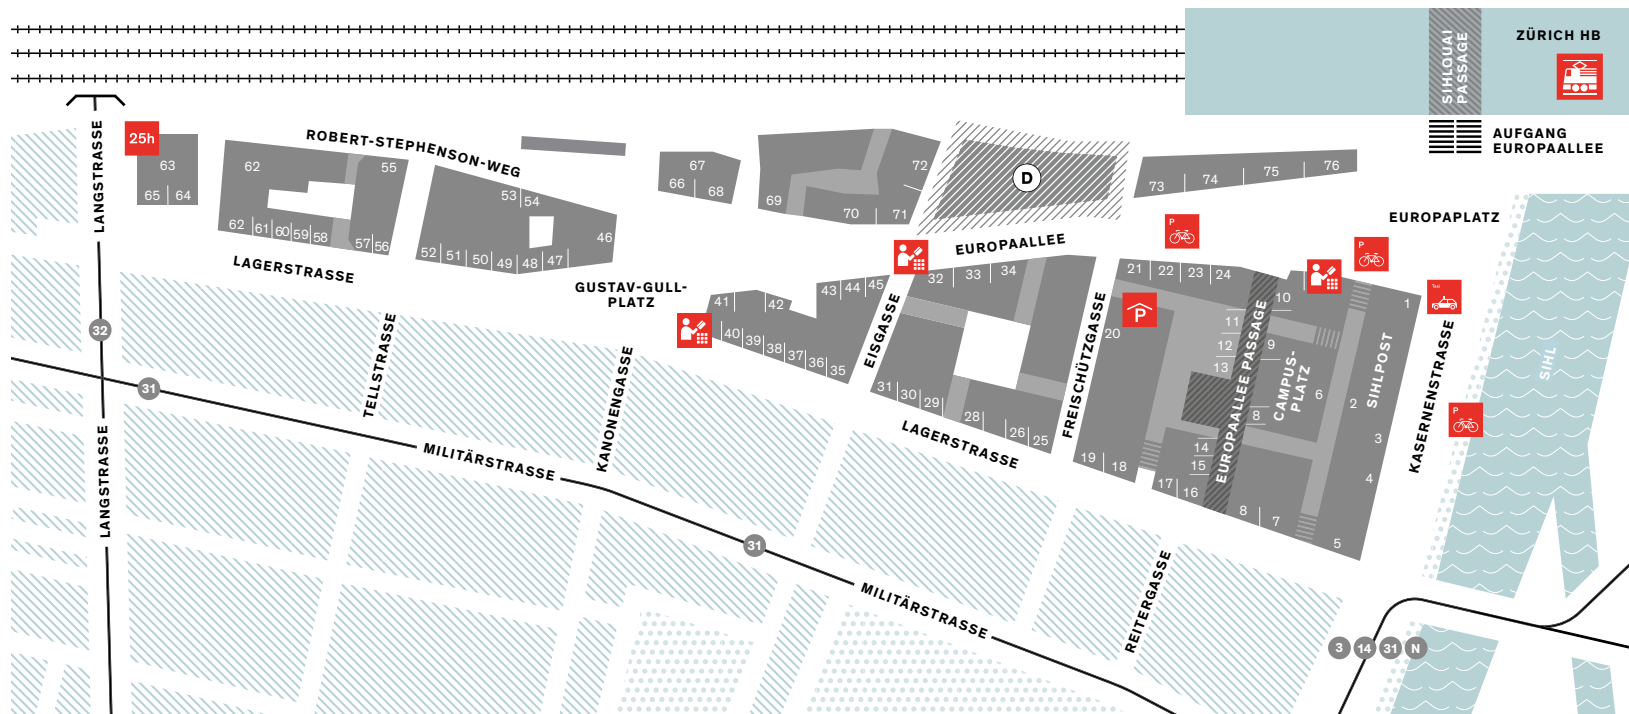 ZÜRICH HB
SIHLQUAI
PASSAGE
AUFGANG
EUROPAALLEE
25h
LANGSTRASSE
63
65
64
ROBERT-STEPHENSON-WEG
62
55
62
61
60
59
58
57
56
53
54
46
52
51
50
49
48
47
67
66
68
72
69
70
71
D
73
74
75
76
EUROPAPLATZ
LAGERSTRASSE
GUSTAV-GULL-
PLATZ
EUROPAALLEE
P
P
Taxi
P
P
41
42
43
44
45
40
39
38
37
36
35
EISGASSE
32
33
34
31
30
29
28
26
25
FREISCHÜTZGASSE
21
22
23
24
20
19
18
10
11
12
13
9
8
14
15
17
16
8
7
EUROPAALLEE PASSAGE
CAMPUS-
PLATZ
6
1
2
3
4
5
SIHLPOST
KASERNENSTRASSE
SIHL
32
31
TELLSTRASSE
KANONENGASSE
LAGERSTRASSE
LANGSTRASSE
MILITÄRSTRASSE
31
MILITÄRSTRASSE
REITERGASSE
3
14
31
N